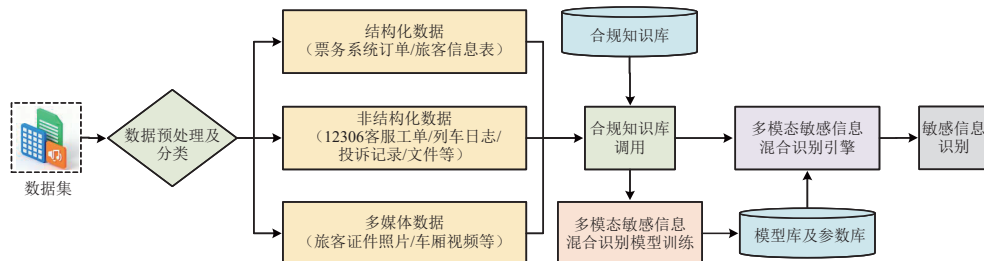 数据集
数据预处理及
分类
结构化数据
（票务系统订单/旅客信息表）
非结构化数据
（12306客服工单/列车日志/
投诉记录/文件等）
多媒体数据
（旅客证件照片/车厢视频等）
合规知识库
合规知识库
调用
多模态敏感信息
混合识别模型训练
多模态敏感信息
混合识别引擎
模型库及参数库
敏感信息
识别